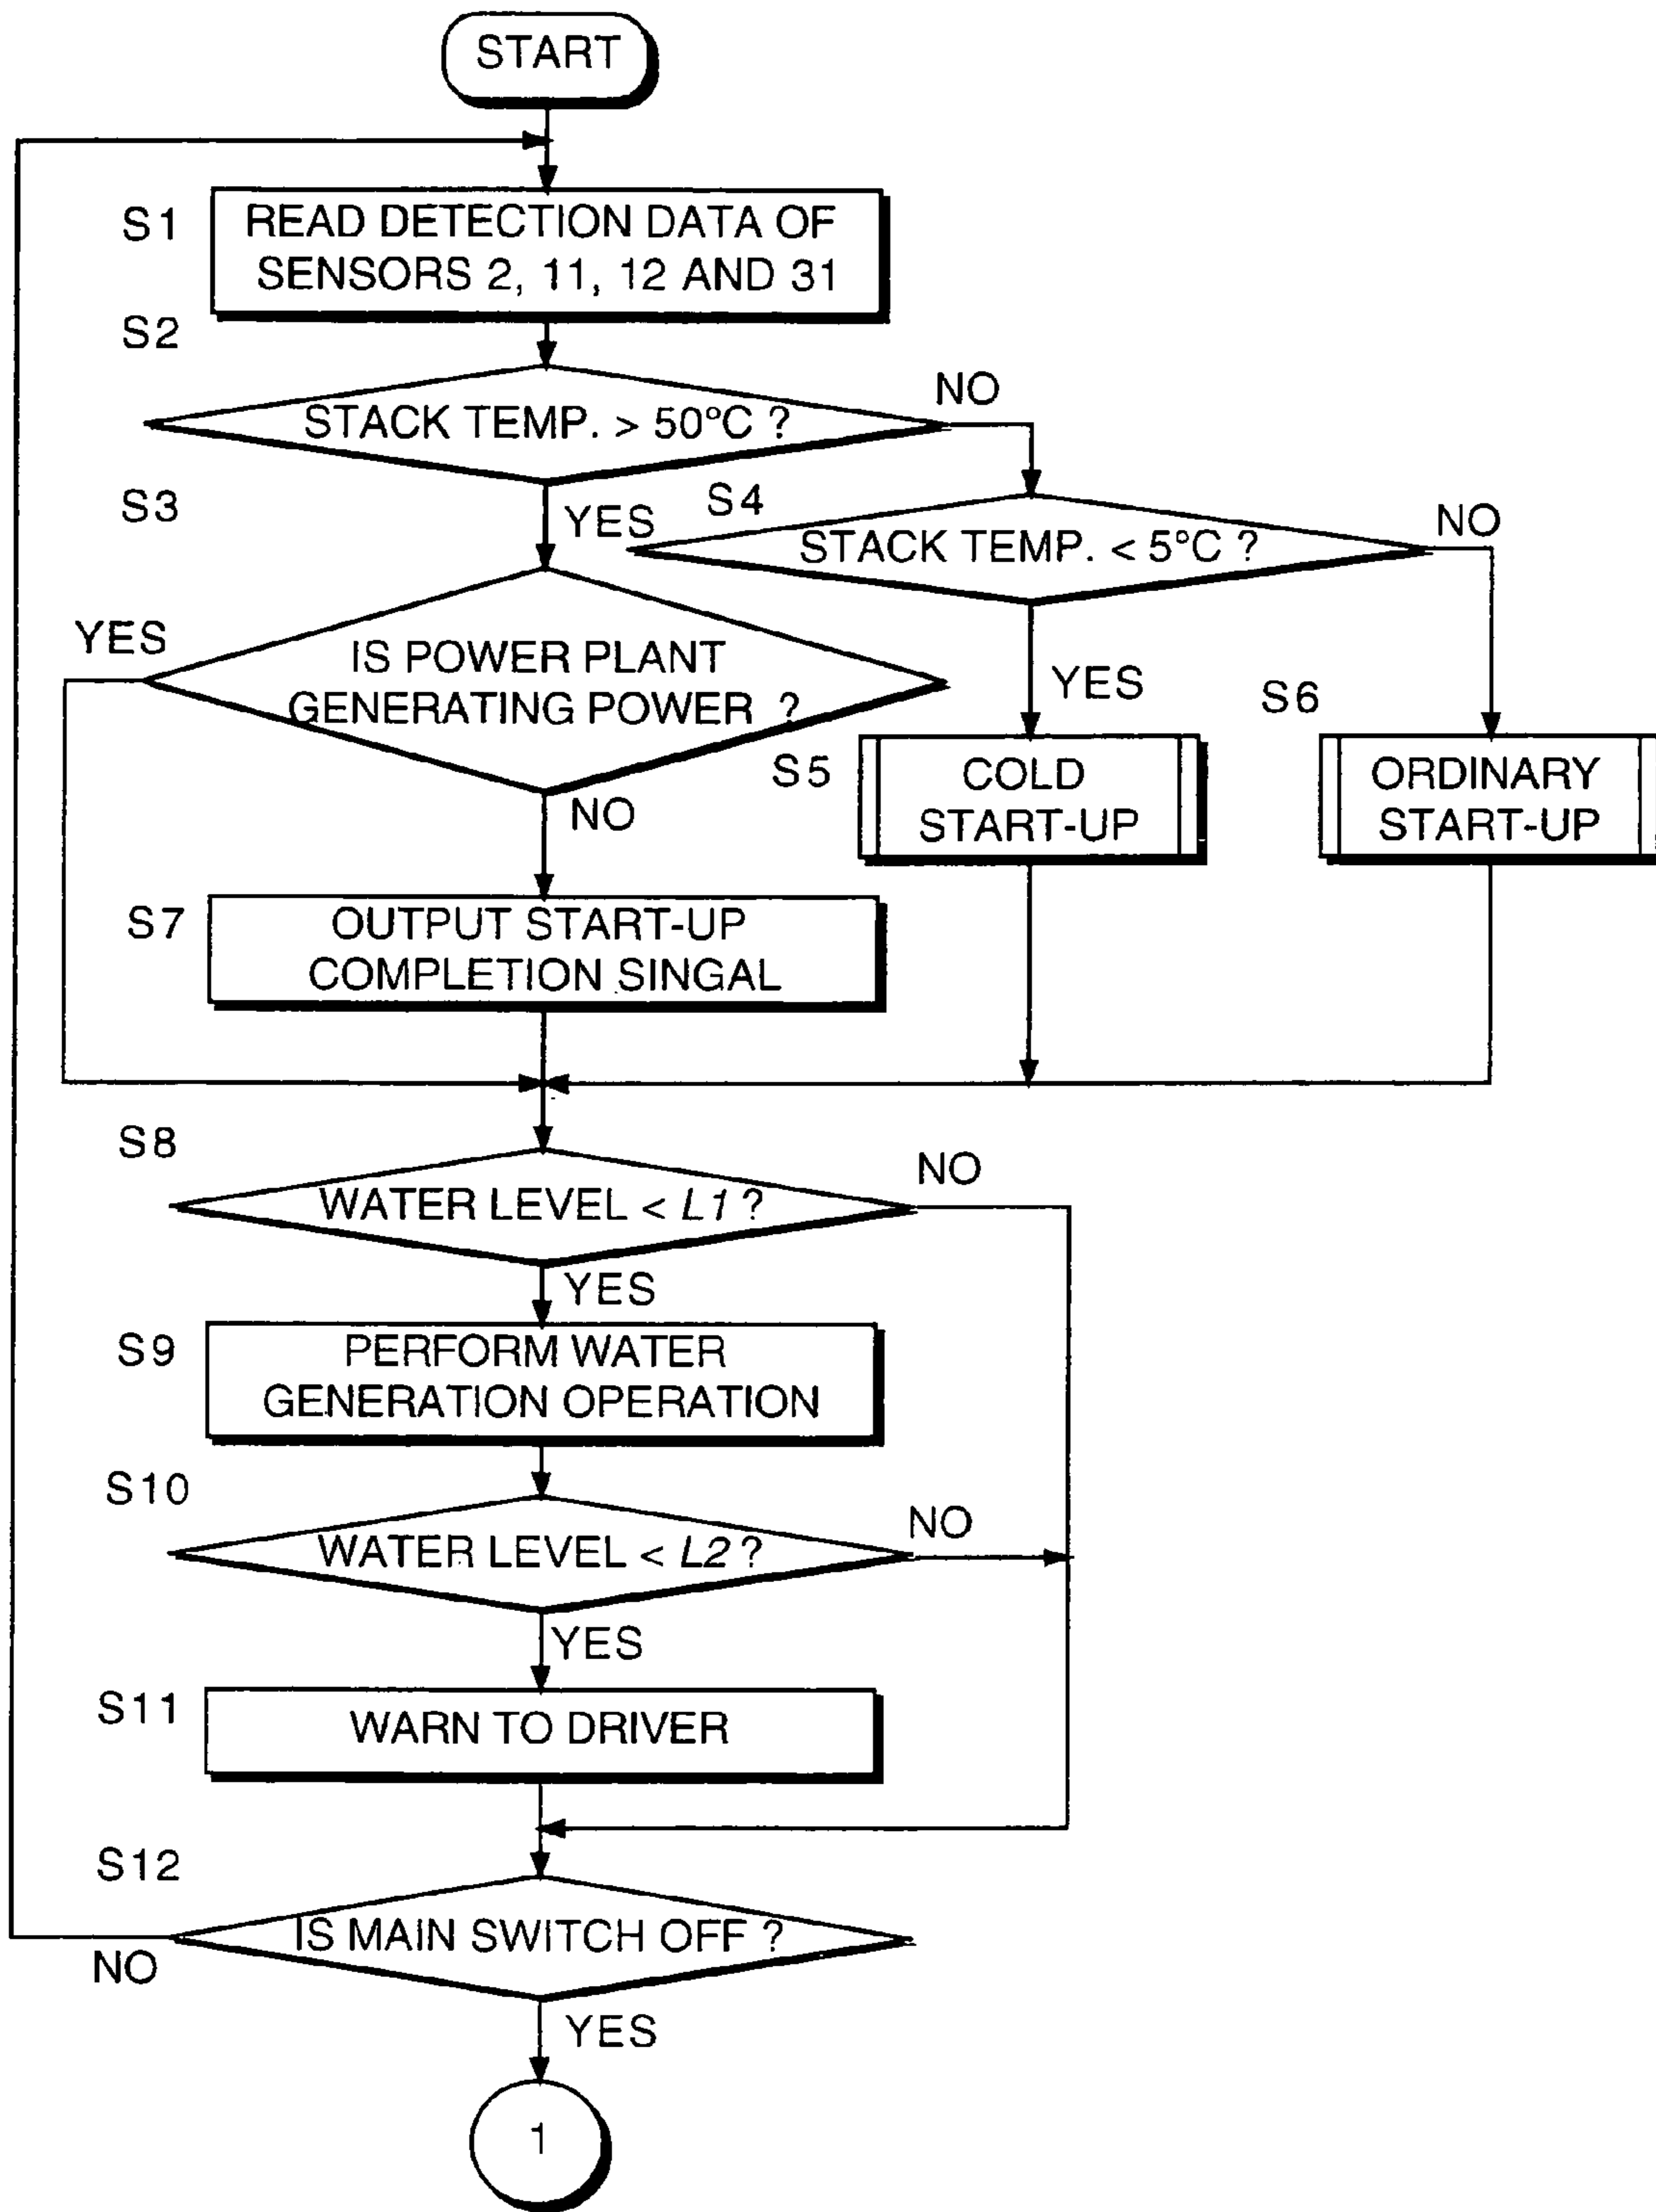 START
S1
READ DETECTION DATA OF
SENSORS 2, 11, 12 AND 31
S2
STACK TEMP. > 50°C ?
NO
S3
YES
S4
STACK TEMP. < 5°C ?
NO
YES
IS POWER PLANT
GENERATING POWER ?
YES
S6
S5
COLD
START-UP
ORDINARY
START-UP
NO
S7
OUTPUT START-UP
COMPLETION SINGAL
S8
WATER LEVEL < L1 ?
NO
YES
S9
PERFORM WATER
GENERATION OPERATION
S10
WATER LEVEL < L2 ?
NO
YES
S11
WARN TO DRIVER
S12
IS MAIN SWITCH OFF ?
NO
YES
1